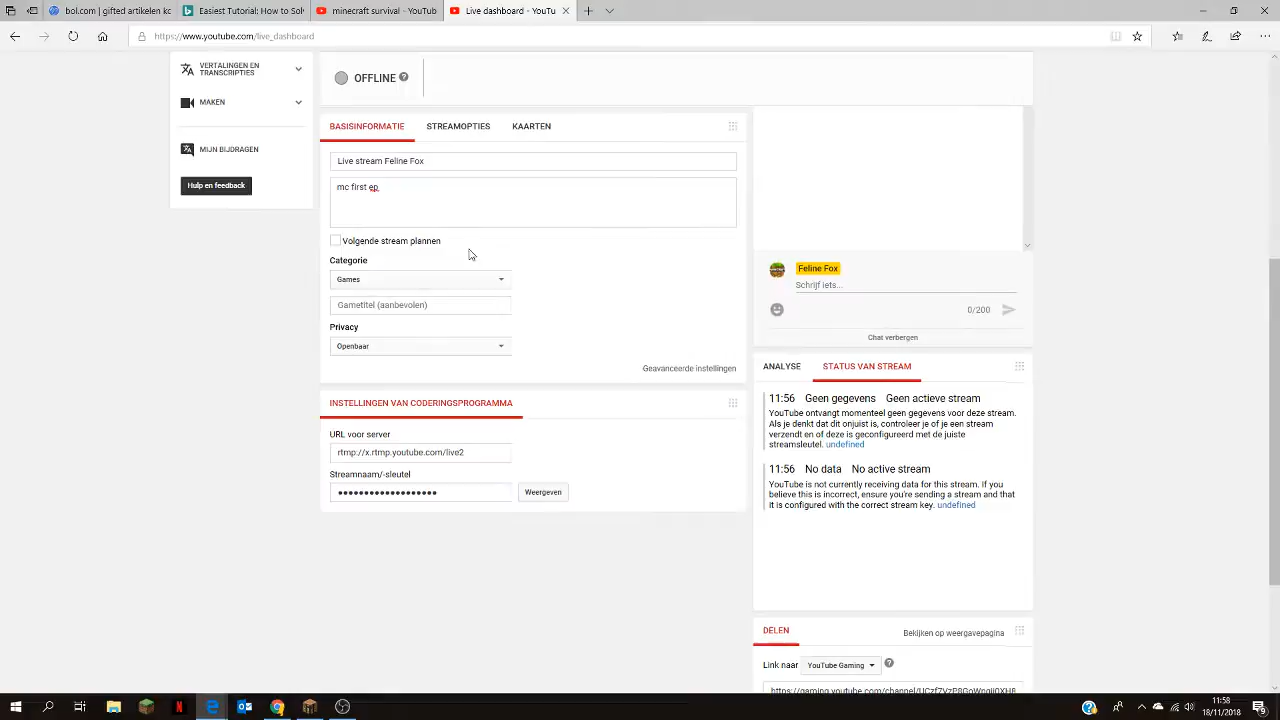 bol.com | gifted artikelen kc
Easiest Tutorial: How to Solv
minecraft survival - YouTub
Live dashboard - YouTu
https://www.youtube.com/live_dashboard
VERTALINGEN EN
TRANSCRIPTIES
MAKEN
MIJN BIJDRAGEN
Hulp en feedback
OFFLINE
BASISINFORMATIE STREAMOPTIES KAARTEN
Live stream Feline Fox
mc first ep
Volgende stream plannen
Categorie
Games
Gametitel (aanbevolen)
Privacy
Openbaar
Geavanceerde instellingen
INSTELLINGEN VAN CODERINGSPROGRAMMA
URL voor server
rtmp://x.rtmp.youtube.com/live2
Streamnaam/-sleutel
Weergeven
Feline Fox
Schrijf iets...
0/200
Chat verbergen
ANALYSE STATUS VAN STREAM
11:56 Geen gegevens Geen actieve stream
YouTube ontvangt momenteel geen gegevens voor deze stream.
Als je denkt dat dit onjuist is, controleer je of je een stream
verzendt en of deze is geconfigureerd met de juiste
streamsleutel. undefined
11:56 No data No active stream
YouTube is not currently receiving data for this stream. If you
believe this is incorrect, ensure you're sending a stream and that
it is configured with the correct stream key. undefined
DELEN Bekijken op weergavepagina
Link naar YouTube Gaming
11:58
18/11/2018